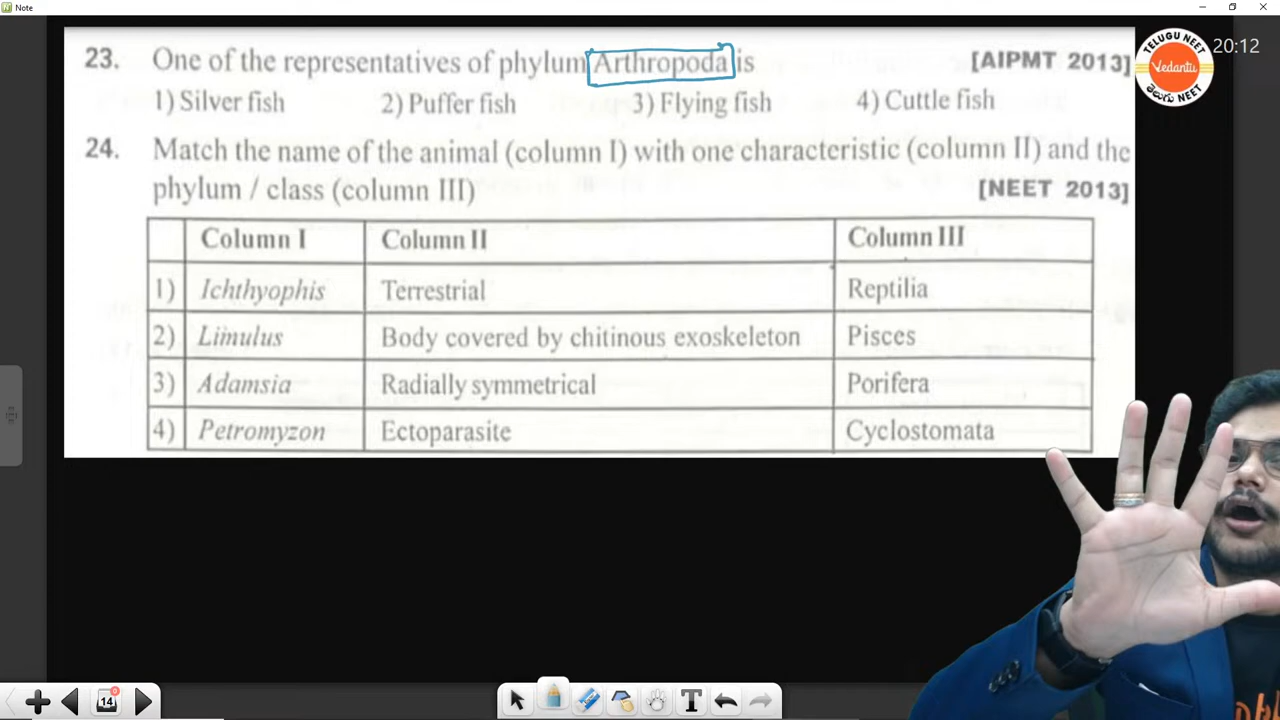 Note
20:12
TELUGU NEET
Vedantu
తెలుగు NEET
23. One of the representatives of phylum Arthropoda is [AIPMT 2013]
1) Silver fish 2) Puffer fish 3) Flying fish 4) Cuttle fish
24. Match the name of the animal (column I) with one characteristic (column II) and the
phylum / class (column III) [NEET 2013]
Column I Column II Column III
1) Ichthyophis Terrestrial Reptilia
2) Limulus Body covered by chitinous exoskeleton Pisces
3) Adamsia Radially symmetrical Porifera
4) Petromyzon Ectoparasite Cyclostomata
14
T